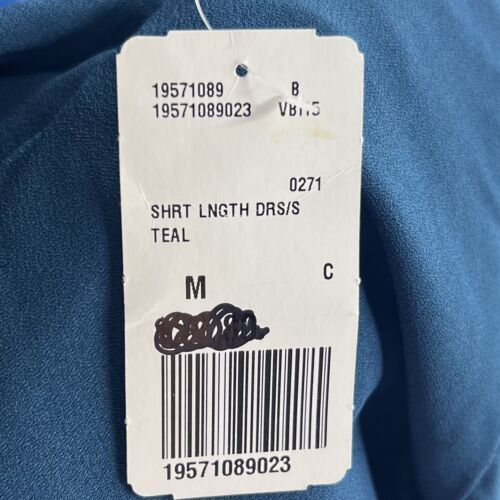 19571089 B
19571089023 VB115
0271
SHRT LNGTH DRS/S
TEAL
C
M
19571089023